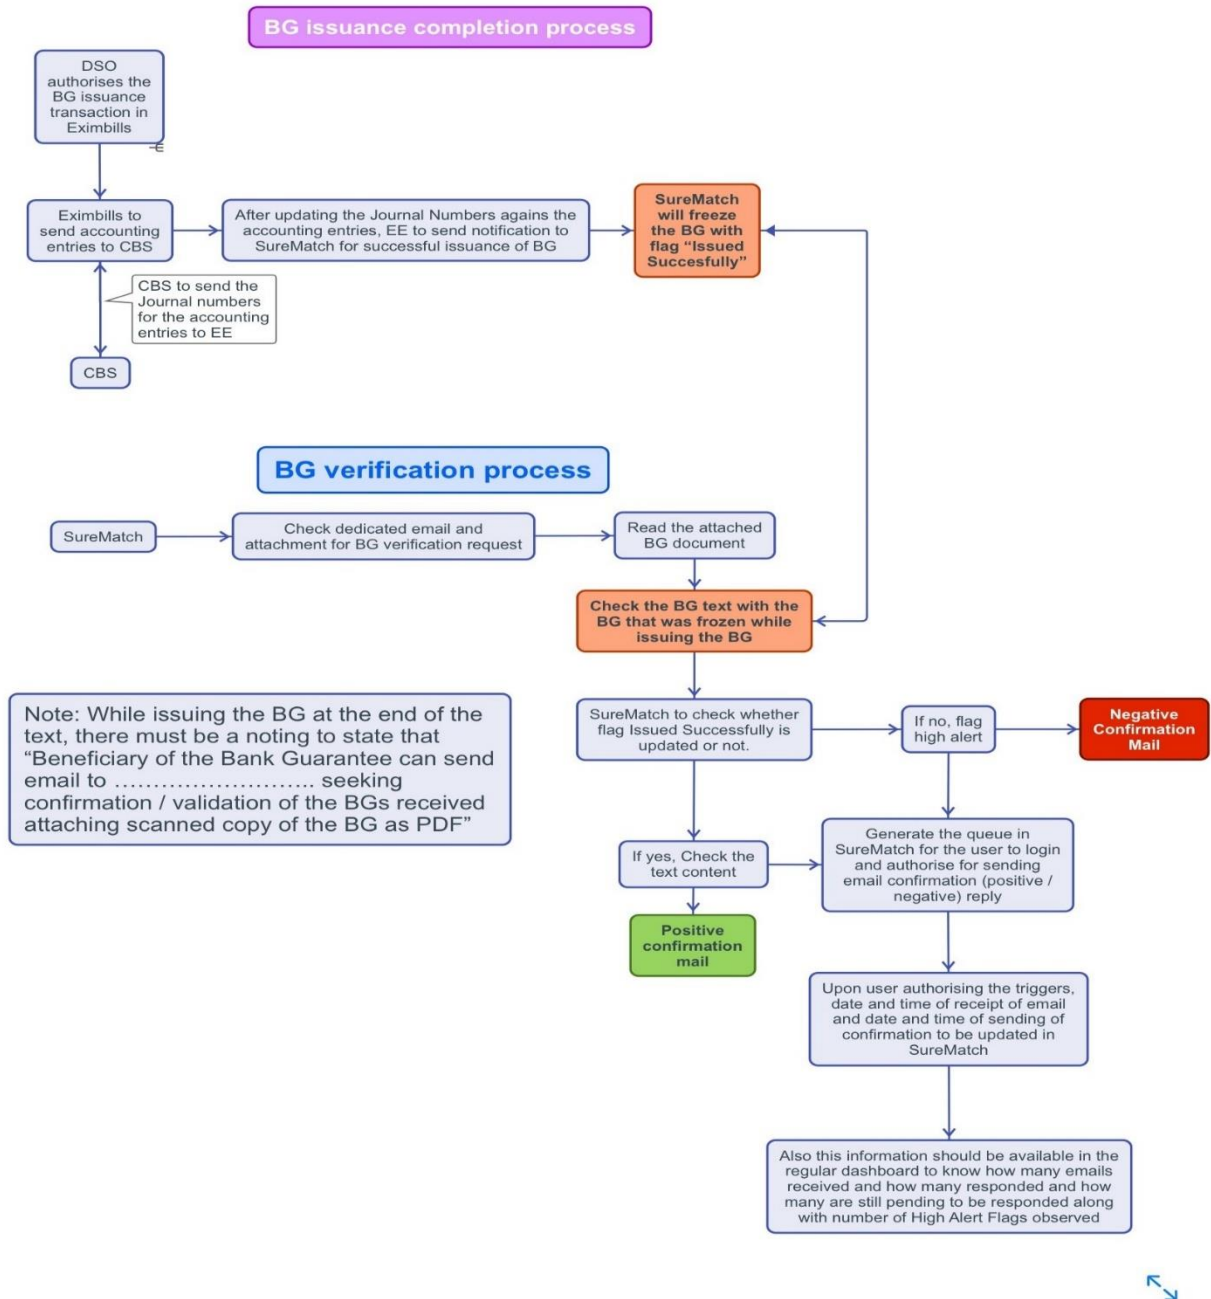 BG issuance completion process
DSO
authorises the
BG issuance
transaction in
Eximbills
Eximbills to
send accounting
entries to CBS
After updating the Journal Numbers agains the
accounting entries, EE to send notification to
SureMatch for successful issuance of BG
SureMatch
will freeze
the BG with
flag “Issued
Succesfully”
CBS to send the
Journal numbers
for the accounting
entries to EE
CBS
BG verification process
SureMatch
Check dedicated email and
attachment for BG verification request
Read the attached
BG document
Check the BG text with the
BG that was frozen while
issuing the BG
Note: While issuing the BG at the end of the
text, there must be a noting to state that
“Beneficiary of the Bank Guarantee can send
email to …………………….. seeking
confirmation / validation of the BGs received
attaching scanned copy of the BG as PDF”
SureMatch to check whether
flag Issued Successfully is
updated or not.
If no, flag
high alert
Negative
Confirmation
Mail
If yes, Check the
text content
Generate the queue in
SureMatch for the user to login
and authorise for sending
email confirmation (positive /
negative) reply
Positive
confirmation
mail
Upon user authorising the triggers,
date and time of receipt of email
and date and time of sending of
confirmation to be updated in
SureMatch
Also this information should be available in the
regular dashboard to know how many emails
received and how many responded and how
many are still pending to be responded along
with number of High Alert Flags observed